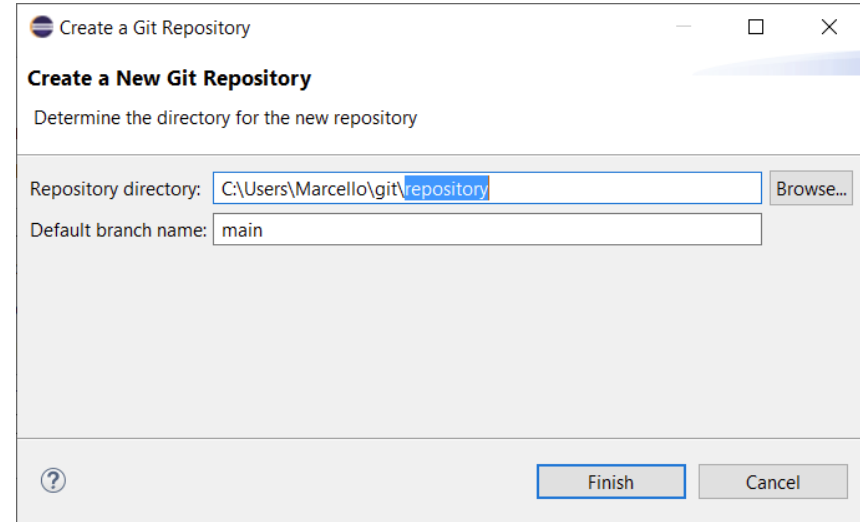 Create a Git Repository
Create a New Git Repository
Determine the directory for the new repository
Repository directory: C:\Users\Marcello\git\repository Browse...
Default branch name: main
? Finish Cancel